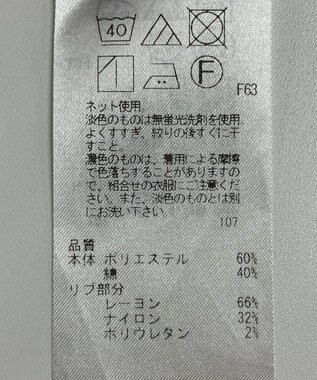 40
F
F63
ネット使用。
淡色のものは無蛍光洗剤を使用
よくすすぎ、絞りの後すぐに干
すこと。
濃色のものは、着用による摩擦
で色落ちすることがありますの
で、組合せの衣服にご注意くだ
さい。また、淡色のものとは別
にお洗い下さい
107
品質
本体 ポリエステル 60%
綿 40%
リブ部分
レーヨン 66%
ナイロン 32%
ポリウレタン 2%